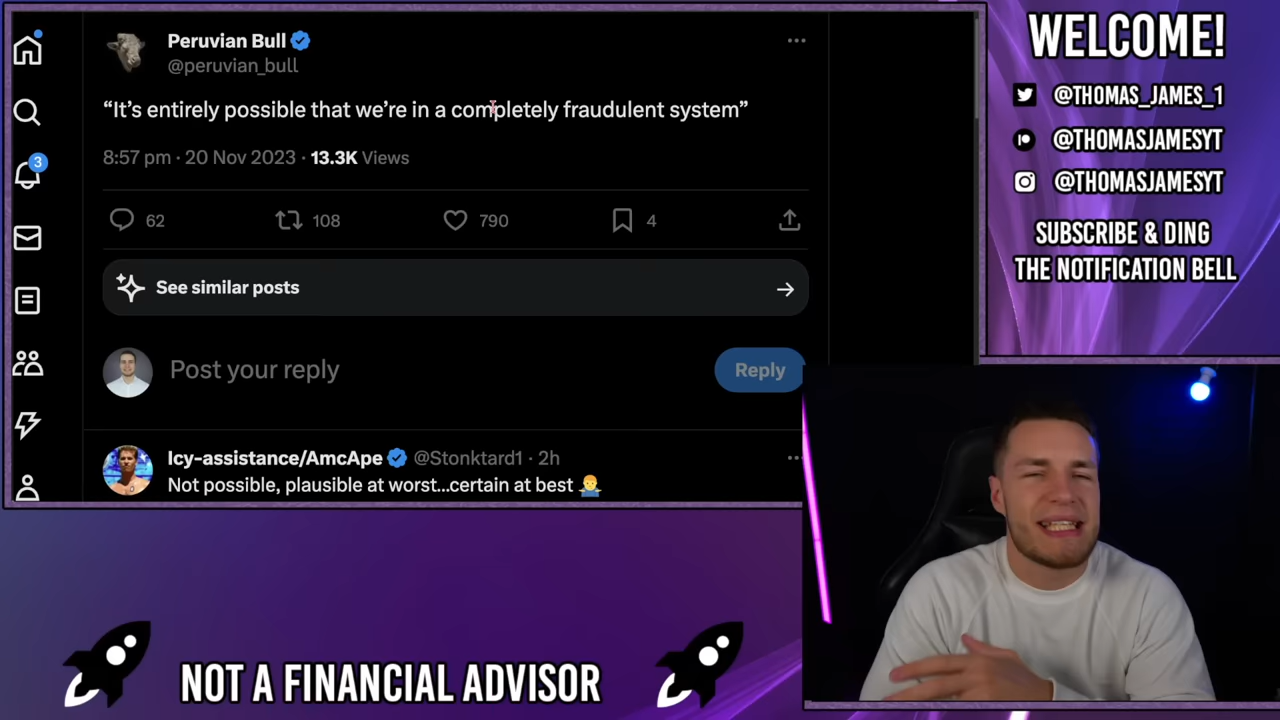 Peruvian Bull
@peruvian_bull
“It’s entirely possible that we’re in a completely fraudulent system”
8:57 pm · 20 Nov 2023 · 13.3K Views
62 108 790 4
See similar posts
Post your reply
Reply
Icy-assistance/AmcApe @Stonktard1 · 2h
Not possible, plausible at worst...certain at best
3
WELCOME!
@THOMAS_JAMES_1
@THOMASJAMESYT
@THOMASJAMESYT
SUBSCRIBE & DING
THE NOTIFICATION BELL
NOT A FINANCIAL ADVISOR